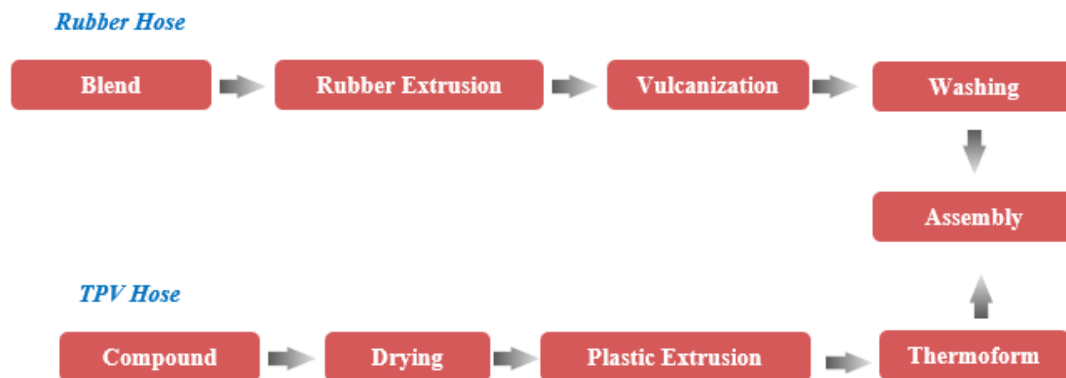 Rubber Hose
Blend
Rubber Extrusion
Vulcanization
Washing
Assembly
TPV Hose
Compound
Drying
Plastic Extrusion
Thermoform